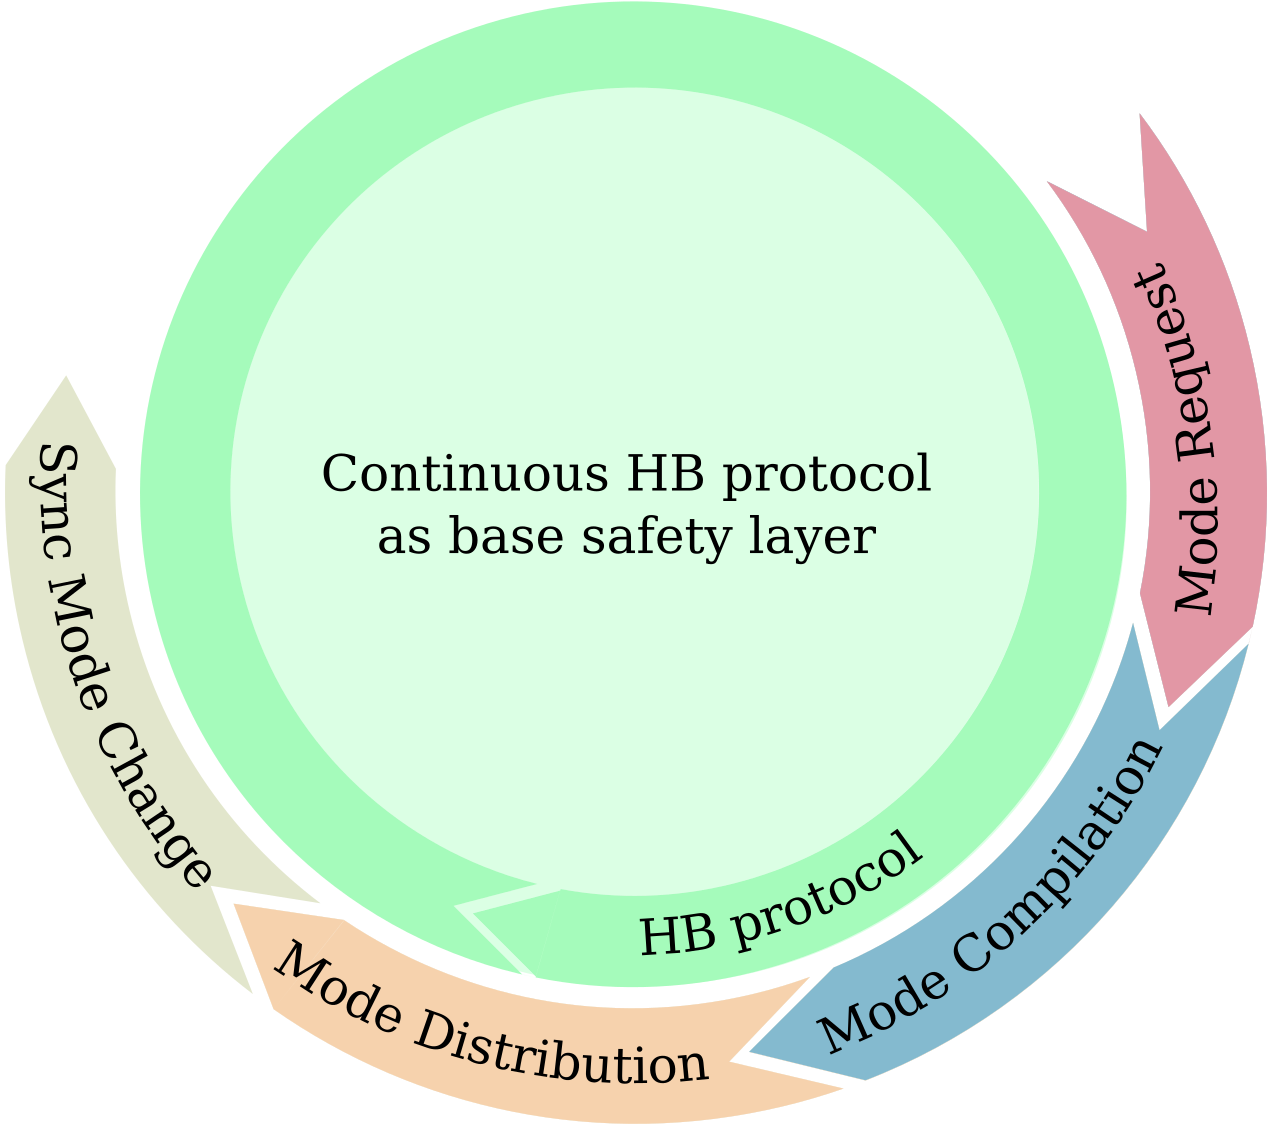 Continuous HB protocol
as base safety layer
Mode Request
Mode Compilation
Mode Distribution
Sync Mode Change
HB protocol